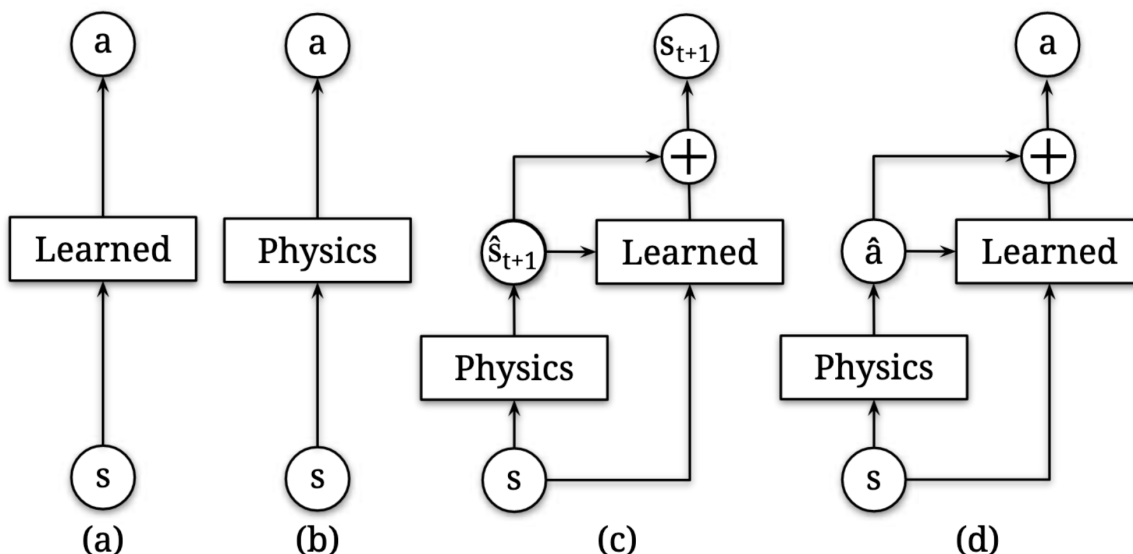 a
a
s_{t+1}
a
+
+
Learned
Physics
ŝ_{t+1}
Learned
â
Learned
Physics
Physics
s
s
s
s
(a)
(b)
(c)
(d)